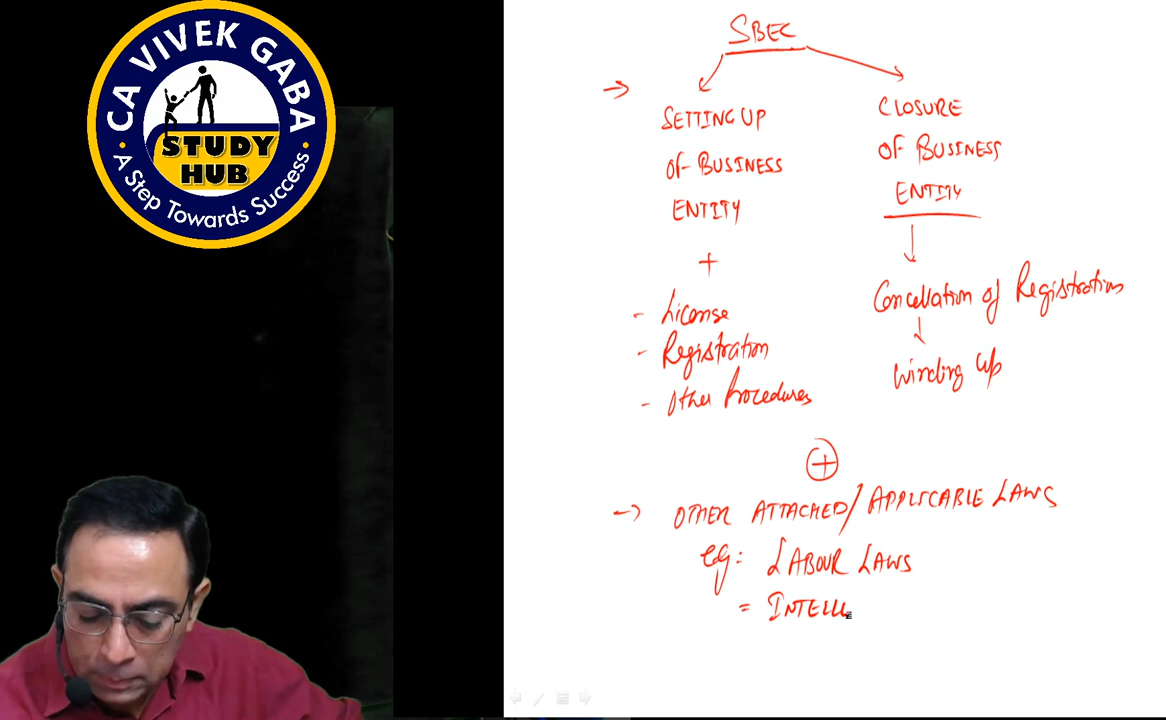 CA VIVEK GABA
STUDY
HUB
A Step Towards Success
SBEC
SETTING UP
OF BUSINESS
ENTITY
+
- License
- Registration
- Other Procedures
CLOSURE
OF BUSINESS
ENTITY
Cancellation of Registration
Winding Up
+
OTHER ATTACHED/APPLICABLE LAWS
eg: LABOUR LAWS
= INTELL